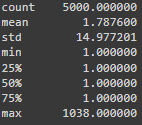 count 5000.000000
mean 1.787600
std 14.977201
min 1.000000
25% 1.000000
50% 1.000000
75% 1.000000
max 1038.000000